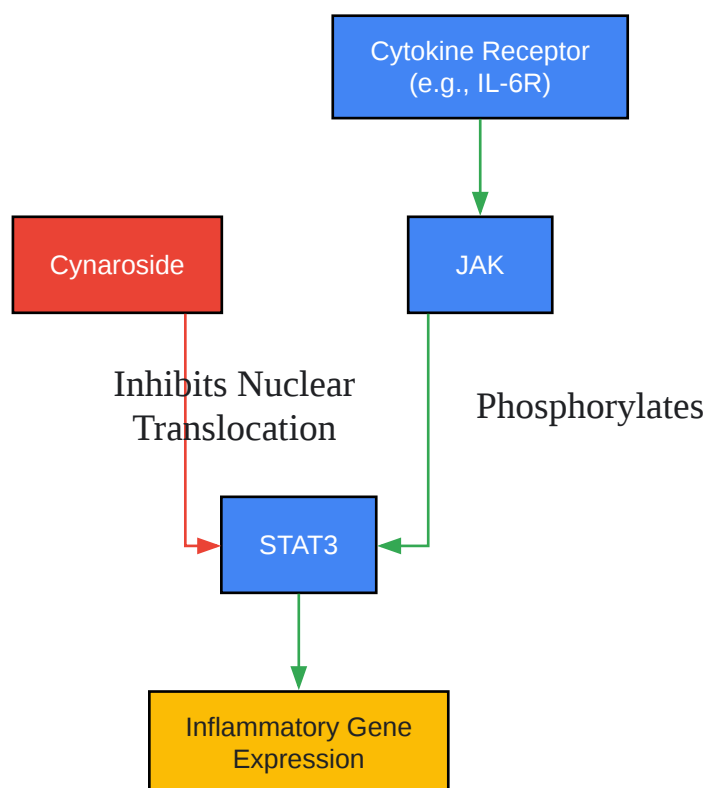 Cytokine Receptor
(e.g., IL-6R)
Cynaroside
JAK
Inhibits Nuclear
Translocation
Phosphorylates
STAT3
Inflammatory Gene
Expression